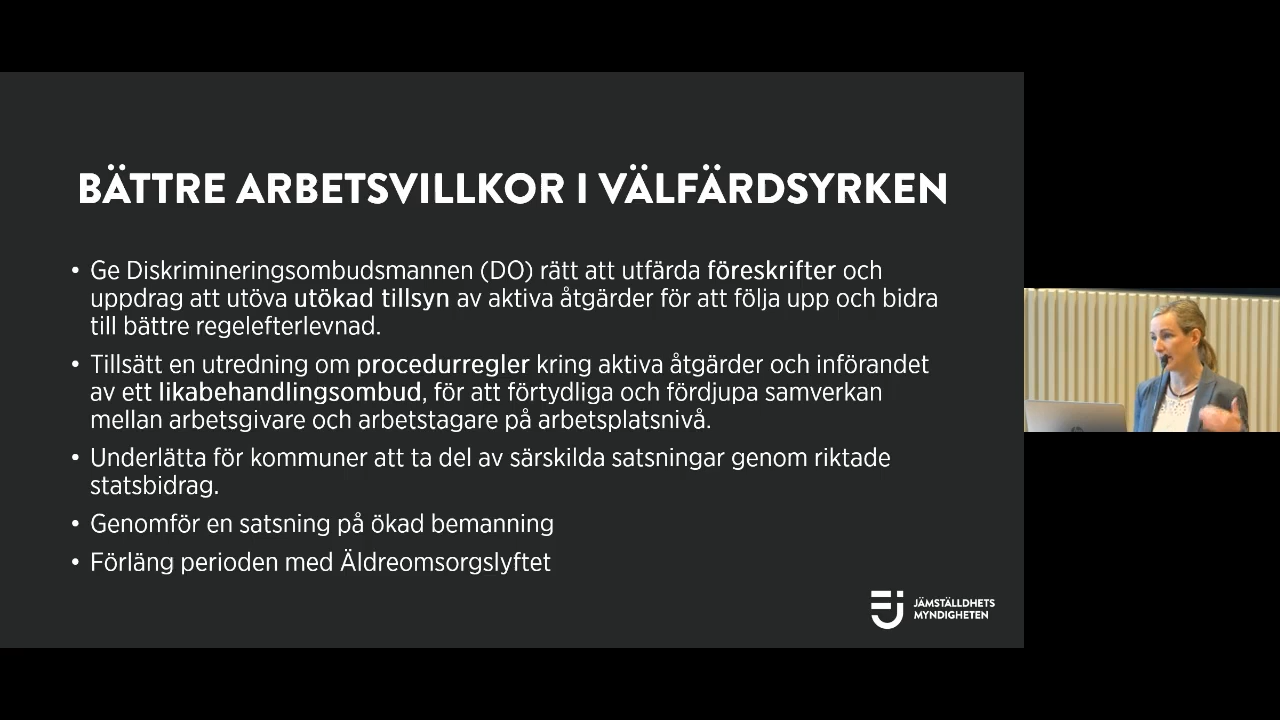 BÄTTRE ARBETSVILLKOR I VÄLFÄRDSYRKEN
• Ge Diskrimineringsombudsmannen (DO) rätt att utfärda föreskrifter och
uppdrag att utöva utökad tillsyn av aktiva åtgärder för att följa upp och bidra
till bättre regelefterlevnad.
• Tillsätt en utredning om procedurregler kring aktiva åtgärder och införandet
av ett likabehandlingsombud, för att förtydliga och fördjupa samverkan
mellan arbetsgivare och arbetstagare på arbetsplatsnivå.
• Underlätta för kommuner att ta del av särskilda satsningar genom riktade
statsbidrag.
• Genomför en satsning på ökad bemanning
• Förläng perioden med Äldreomsorgslyftet
JÄMSTÄLLDHETS
MYNDIGHETEN